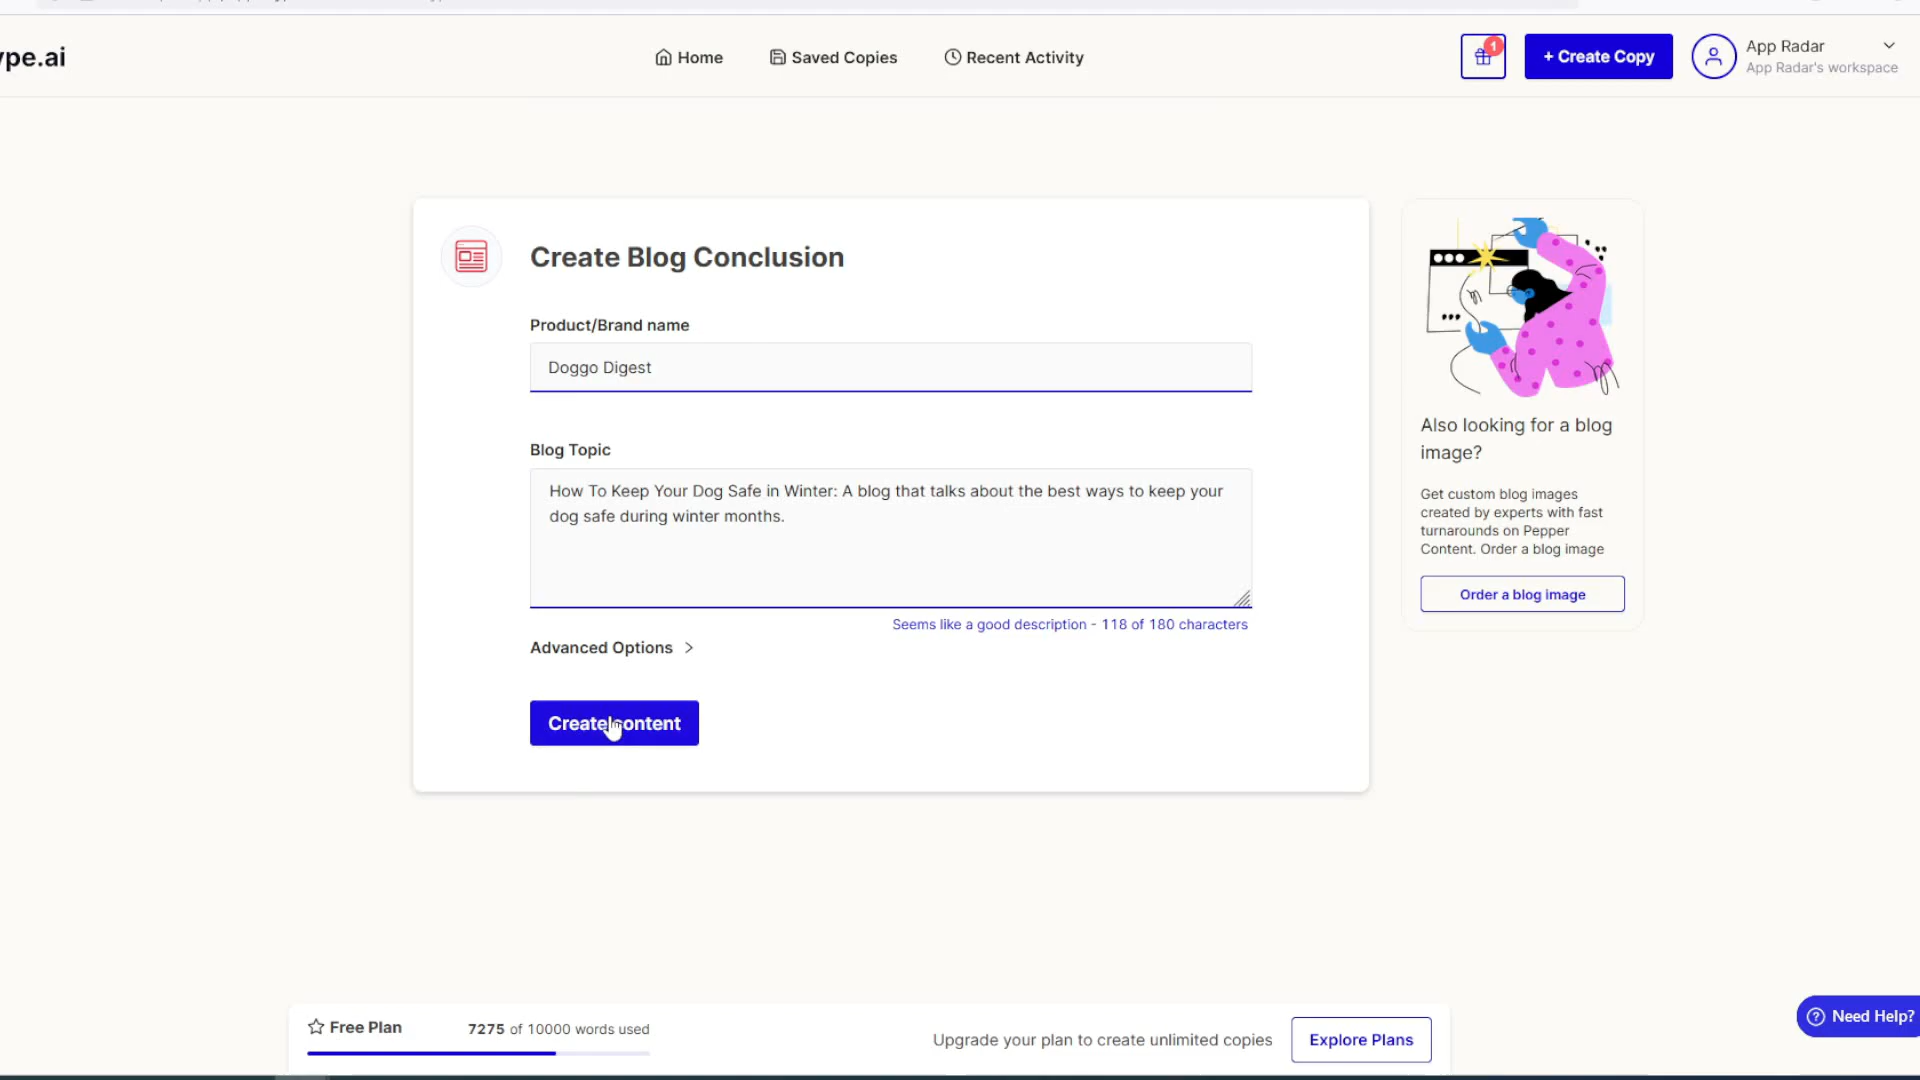 ype.ai
Home
Saved Copies
Recent Activity
1
+ Create Copy
App Radar
App Radar's workspace
Create Blog Conclusion
Product/Brand name
Doggo Digest
Blog Topic
How To Keep Your Dog Safe in Winter: A blog that talks about the best ways to keep your
dog safe during winter months.
Seems like a good description - 118 of 180 characters
Advanced Options
Create content
Also looking for a blog
image?
Get custom blog images
created by experts with fast
turnarounds on Pepper
Content. Order a blog image
Order a blog image
Free Plan
7275 of 10000 words used
Upgrade your plan to create unlimited copies
Explore Plans
Need Help?